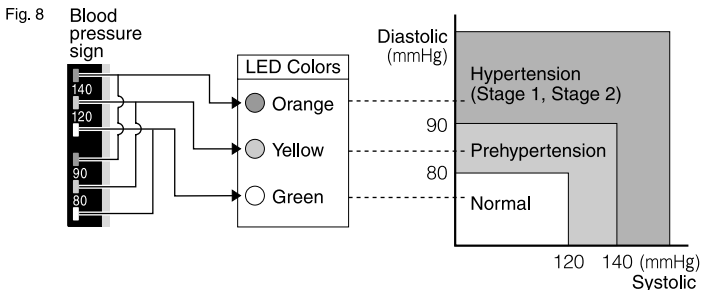 Fig. 8
Blood
pressure
sign
140
120
90
80
LED Colors
Orange
Yellow
Green
Diastolic
(mmHg)
Hypertension
(Stage 1, Stage 2)
90
Prehypertension
80
Normal
120 140 (mmHg)
Systolic